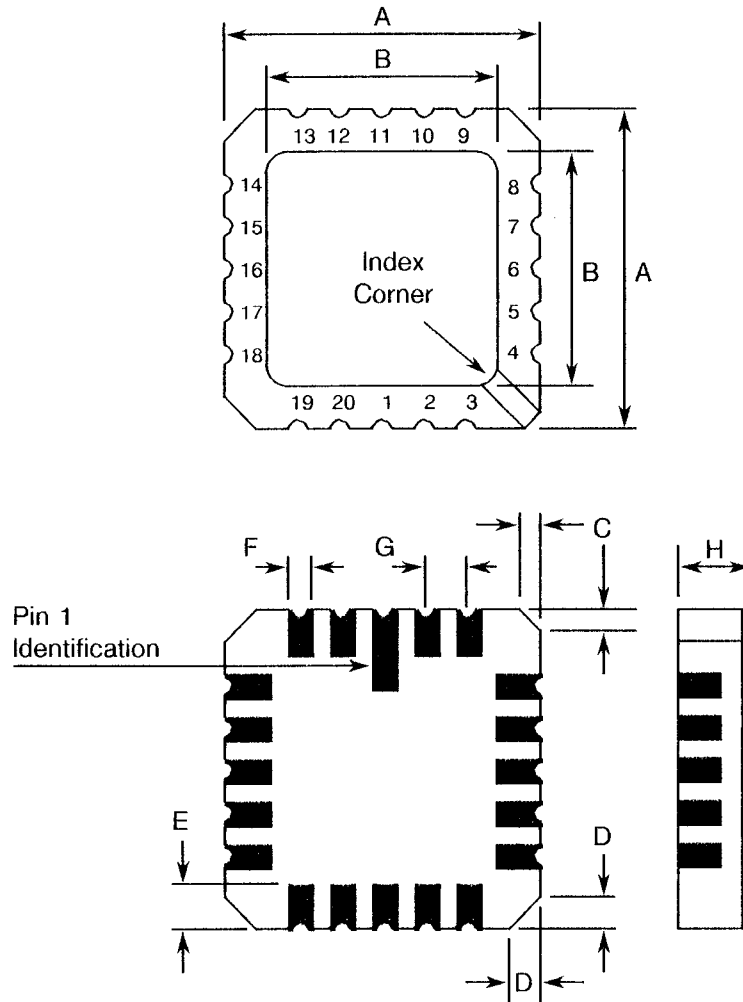 A
B
13 12 11 10 9
14 8
15 7
16 Index 6 B A
Corner
17 5
18 4
19 20 1 2 3
C
F G H
Pin 1
Identification
E D
D